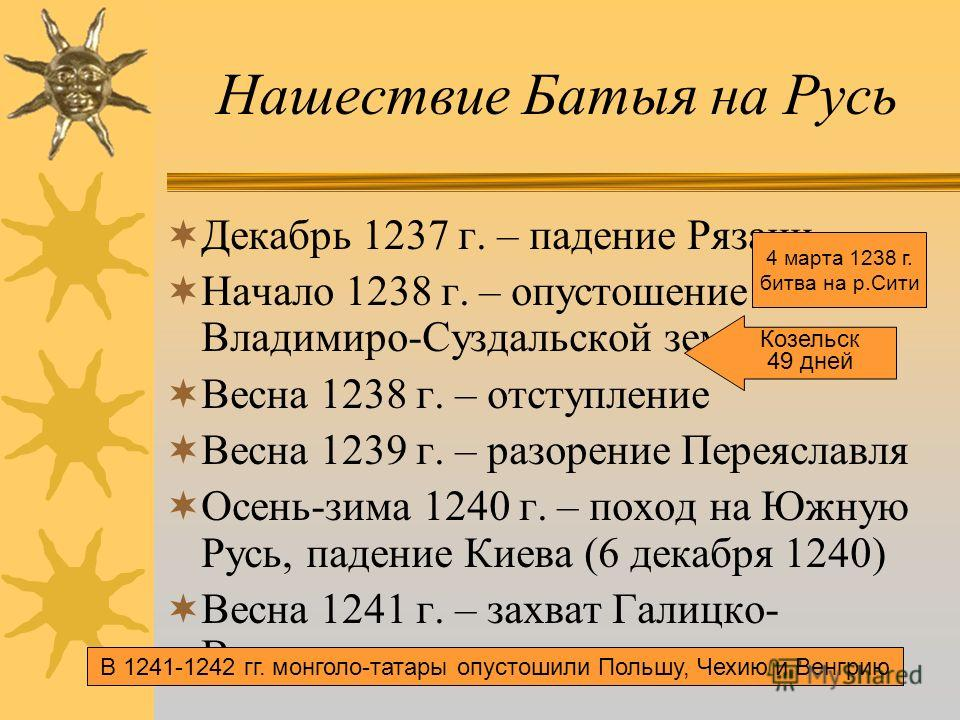 Нашествие Батыя на Русь
Декабрь 1237 г. – падение
4 марта 1238 г.
битва на р.Сити
Начало 1238 г. – опустошение
Владимиро-Суздальской
Козельск
49 дней
Весна 1238 г. – отступление
Весна 1239 г. – разорение Переяславля
Осень-зима 1240 г. – поход на Южную
Русь, падение Киева (6 декабря 1240)
Весна 1241 г. – захват Галицко-
В 1241-1242 гг. монголо-татары опустошили Польшу, Чехию и Венгрию
MyShared